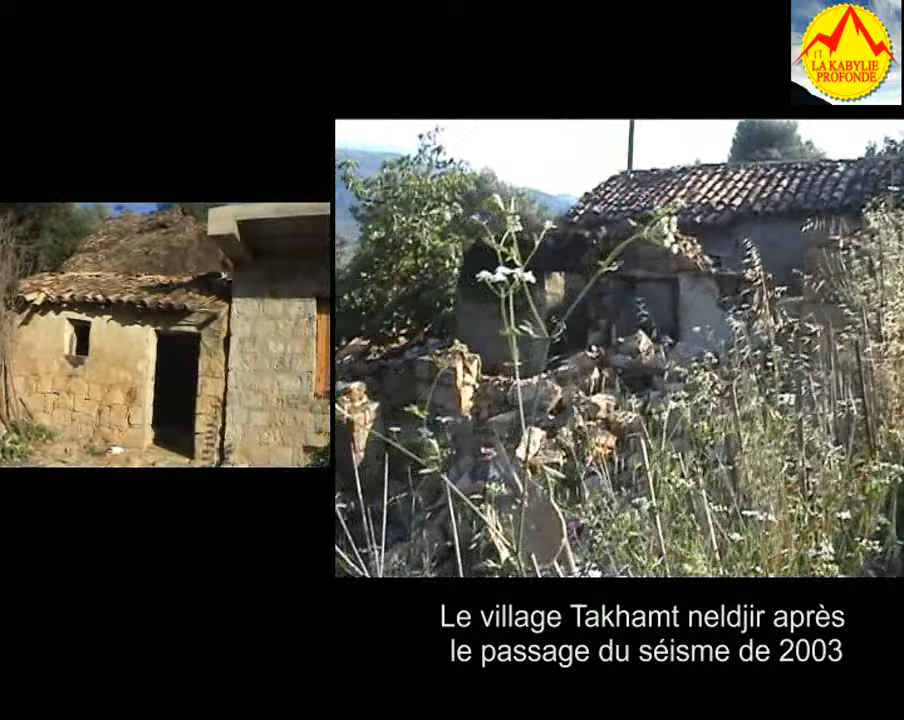 LA KABYLIE
PROFONDE
Le village Takhamt neldjir après
le passage du séisme de 2003